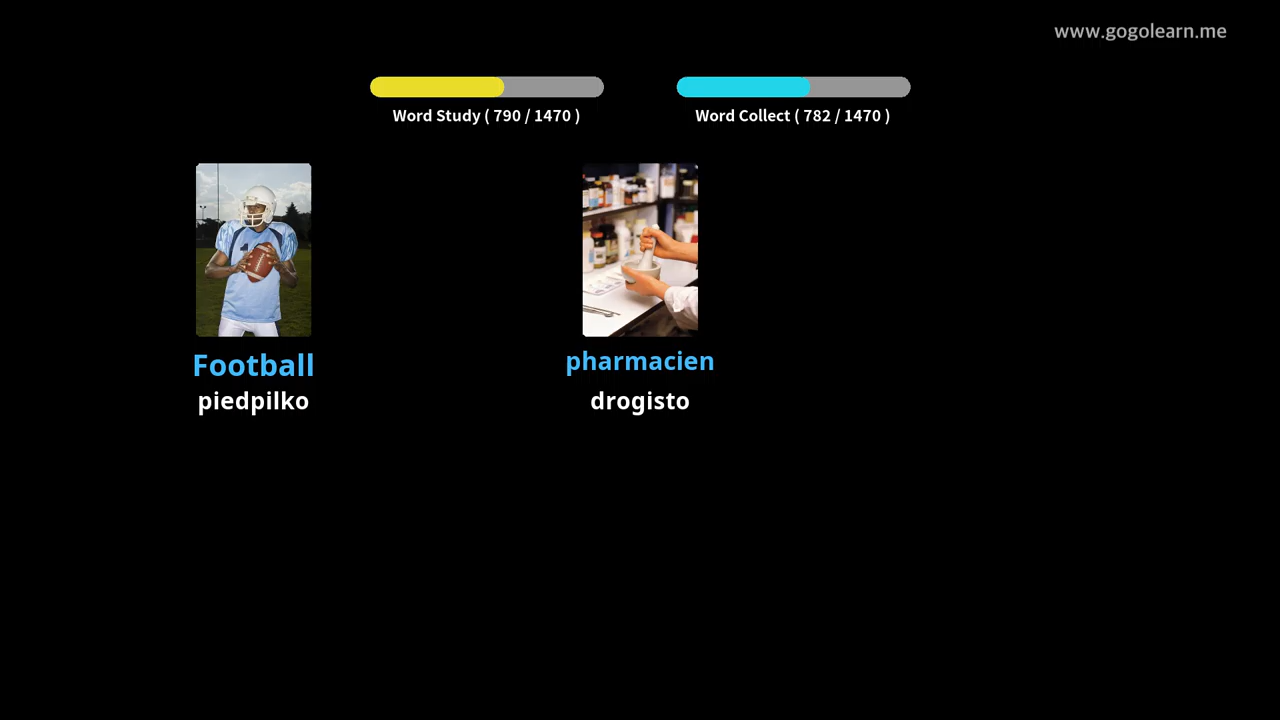 www.gogolearn.me
Word Study ( 790 / 1470 )
Word Collect ( 782 / 1470 )
Football
piedpilko
pharmacien
drogisto